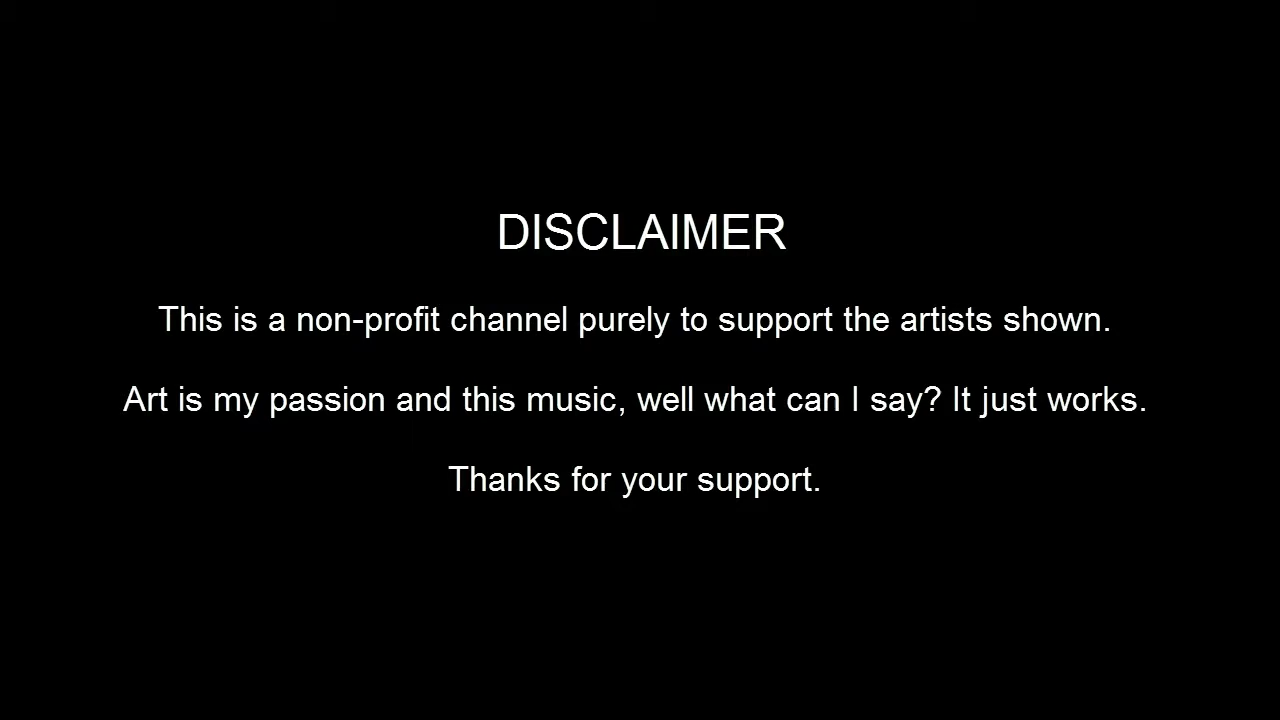 DISCLAIMER
This is a non-profit channel purely to support the artists shown.
Art is my passion and this music, well what can I say? It just works.
Thanks for your support.